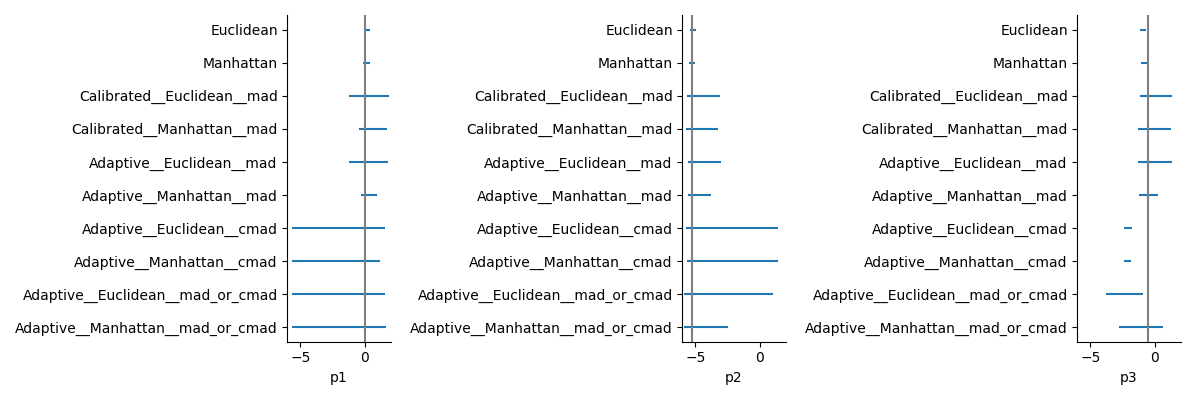 Euclidean
Manhattan
Calibrated__Euclidean__mad
Calibrated__Manhattan__mad
Adaptive__Euclidean__mad
Adaptive__Manhattan__mad
Adaptive__Euclidean__cmad
Adaptive__Manhattan__cmad
Adaptive__Euclidean__mad_or_cmad
Adaptive__Manhattan__mad_or_cmad
−5 0
p1
Euclidean
Manhattan
Calibrated__Euclidean__mad
Calibrated__Manhattan__mad
Adaptive__Euclidean__mad
Adaptive__Manhattan__mad
Adaptive__Euclidean__cmad
Adaptive__Manhattan__cmad
Adaptive__Euclidean__mad_or_cmad
Adaptive__Manhattan__mad_or_cmad
−5 0
p2
Euclidean
Manhattan
Calibrated__Euclidean__mad
Calibrated__Manhattan__mad
Adaptive__Euclidean__mad
Adaptive__Manhattan__mad
Adaptive__Euclidean__cmad
Adaptive__Manhattan__cmad
Adaptive__Euclidean__mad_or_cmad
Adaptive__Manhattan__mad_or_cmad
−5 0
p3